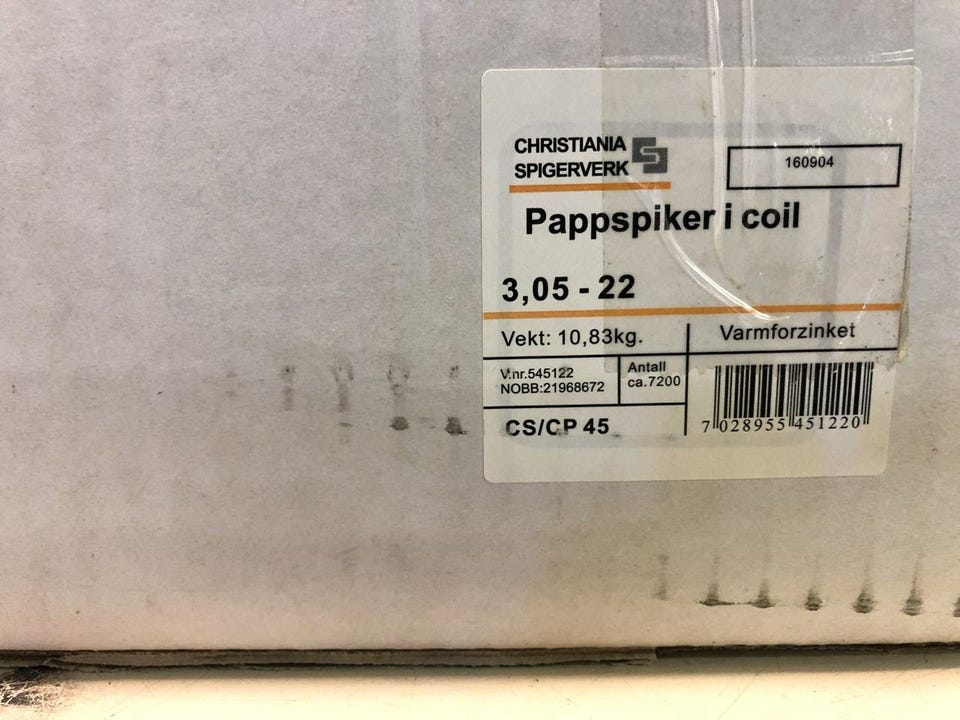 CHRISTIANIA
SPIGERVERK
160904
Pappspiker i coil
3,05 - 22
Vekt: 10,83kg.
Varmforzinket
V.nr.545122
NOBB:21968672
Antall
ca.7200
CS/CP 45
7 028955 451220